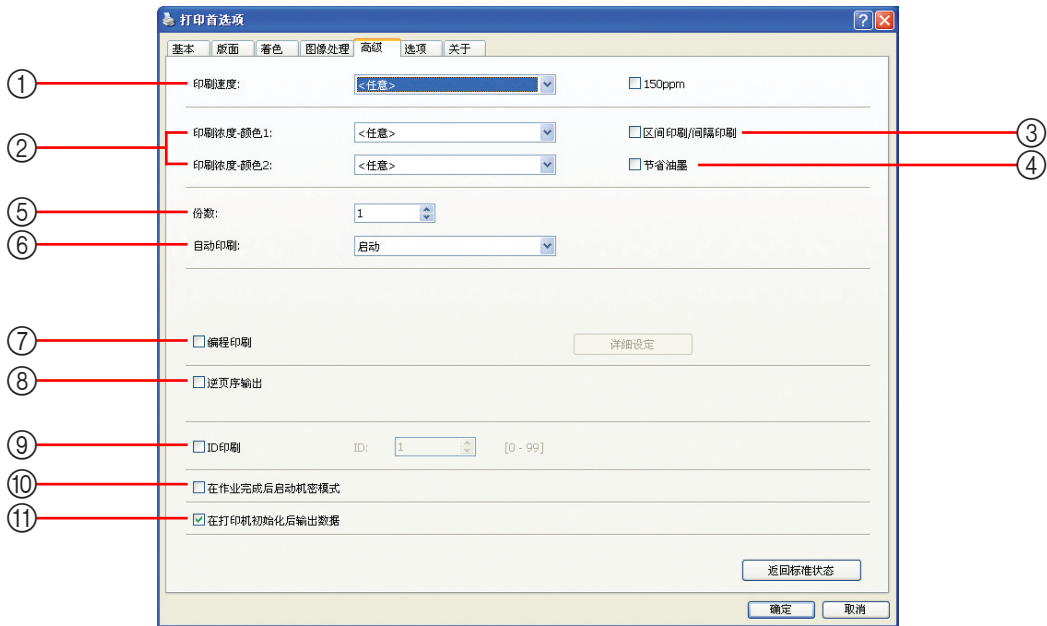 打印首选项
基本 版面 着色 图像处理 高级 选项 关于
① 印刷速度: <任意> 150ppm
② 印刷浓度-颜色1: <任意> 区间印刷/间隔印刷 ③
印刷浓度-颜色2: <任意> 节省油墨 ④
⑤ 份数: 1
⑥ 自动印刷: 启动
⑦ 编程印刷 详细设定
⑧ 逆页序输出
⑨ ID印刷 ID: 1 [0 - 99]
⑩ 在作业完成后启动机密模式
⑪ 在打印机初始化后输出数据
返回标准状态
确定 取消